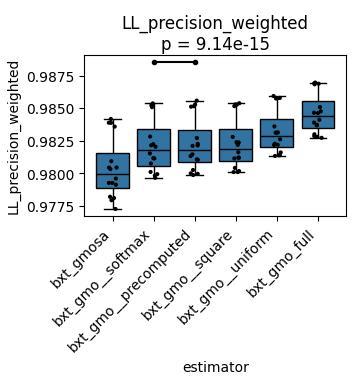 LL_precision_weighted
p = 9.14e-15
LL_precision_weighted
0.9875
0.9850
0.9825
0.9800
0.9775
bxt_gmosa
bxt_gmo__softmax
bxt_gmo__precomputed
bxt_gmo__square
bxt_gmo__uniform
bxt_gmo_full
estimator